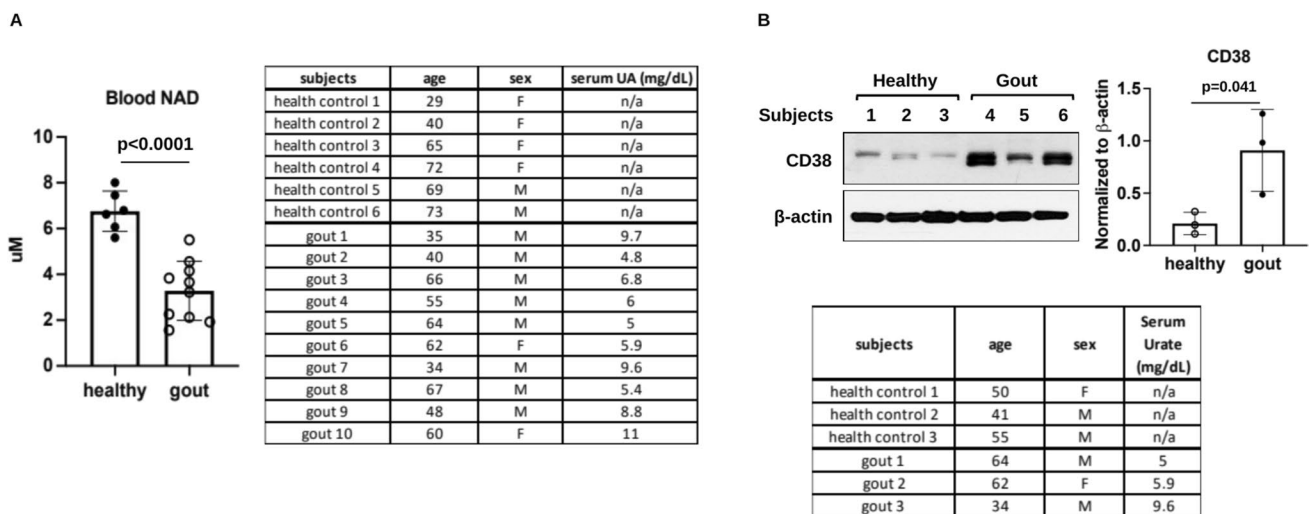 A
Blood NAD
p<0.0001
10
8
6
4
2
0
uM
healthy gout
subjects age sex serum UA (mg/dL)
health control 1 29 F n/a
health control 2 40 F n/a
health control 3 65 F n/a
health control 4 72 F n/a
health control 5 69 M n/a
health control 6 73 M n/a
gout 1 35 M 9.7
gout 2 40 M 4.8
gout 3 66 M 6.8
gout 4 55 M 6
gout 5 64 M 5
gout 6 62 F 5.9
gout 7 34 M 9.6
gout 8 67 M 5.4
gout 9 48 M 8.8
gout 10 60 F 11
B
Healthy Gout
Subjects 1 2 3 4 5 6
CD38
β-actin
CD38
p=0.041
Normalized to β-actin
1.5
1.0
0.5
0.0
healthy gout
subjects age sex Serum
Urate
(mg/dL)
health control 1 50 F n/a
health control 2 41 M n/a
health control 3 55 M n/a
gout 1 64 M 5
gout 2 62 F 5.9
gout 3 34 M 9.6